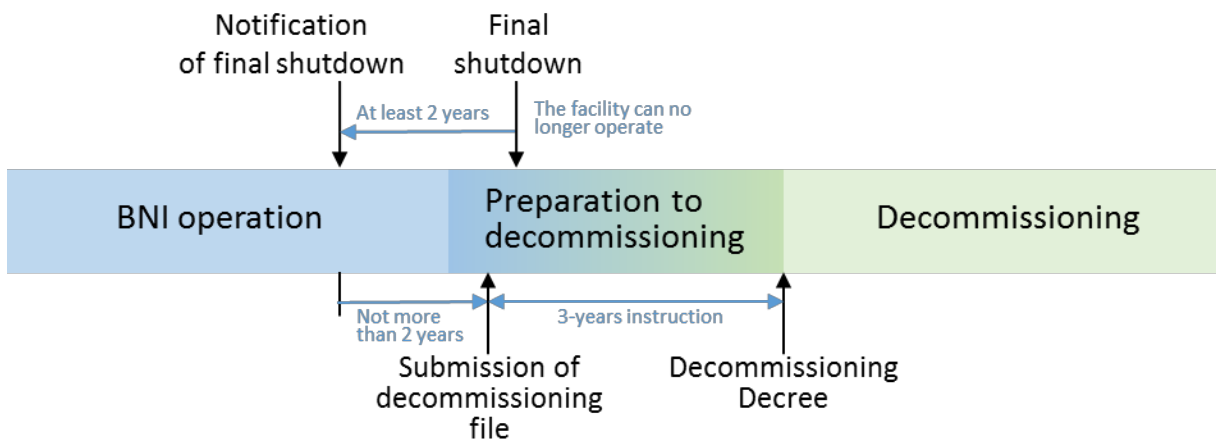 Notification
of final shutdown
Final
shutdown
At least 2 years
The facility can no
longer operate
BNI operation
Preparation to
decommissioning
Decommissioning
Not more
than 2 years
3-years instruction
Submission of
decommissioning
file
Decommissioning
Decree